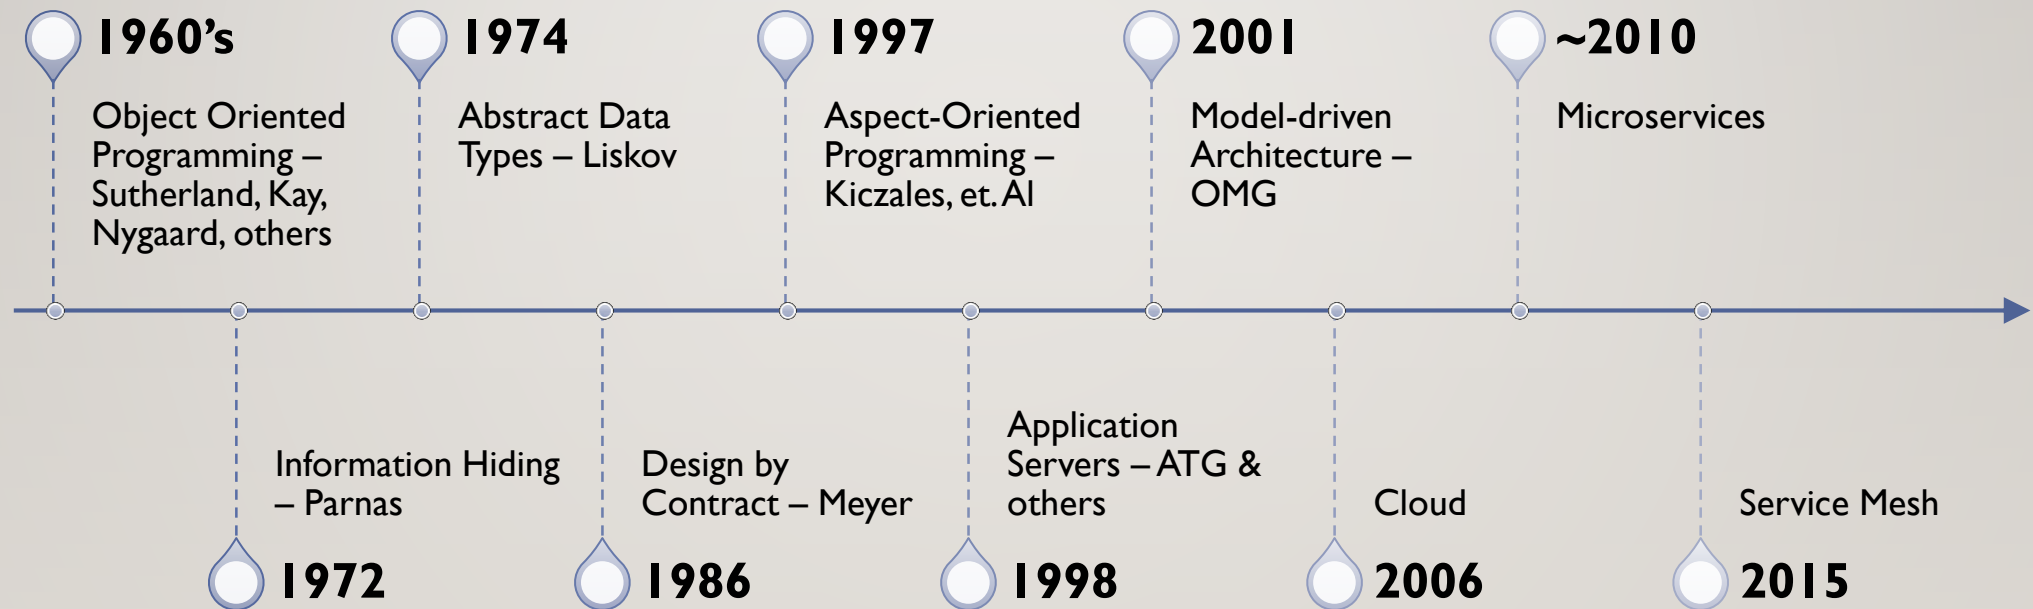 1960's
Object Oriented
Programming –
Sutherland, Kay,
Nygaard, others
1974
Abstract Data
Types – Liskov
1997
Aspect-Oriented
Programming –
Kiczales, et. Al
2001
Model-driven
Architecture –
OMG
~2010
Microservices
Information Hiding
– Parnas
1972
Design by
Contract – Meyer
1986
Application
Servers – ATG &
others
1998
Cloud
2006
Service Mesh
2015